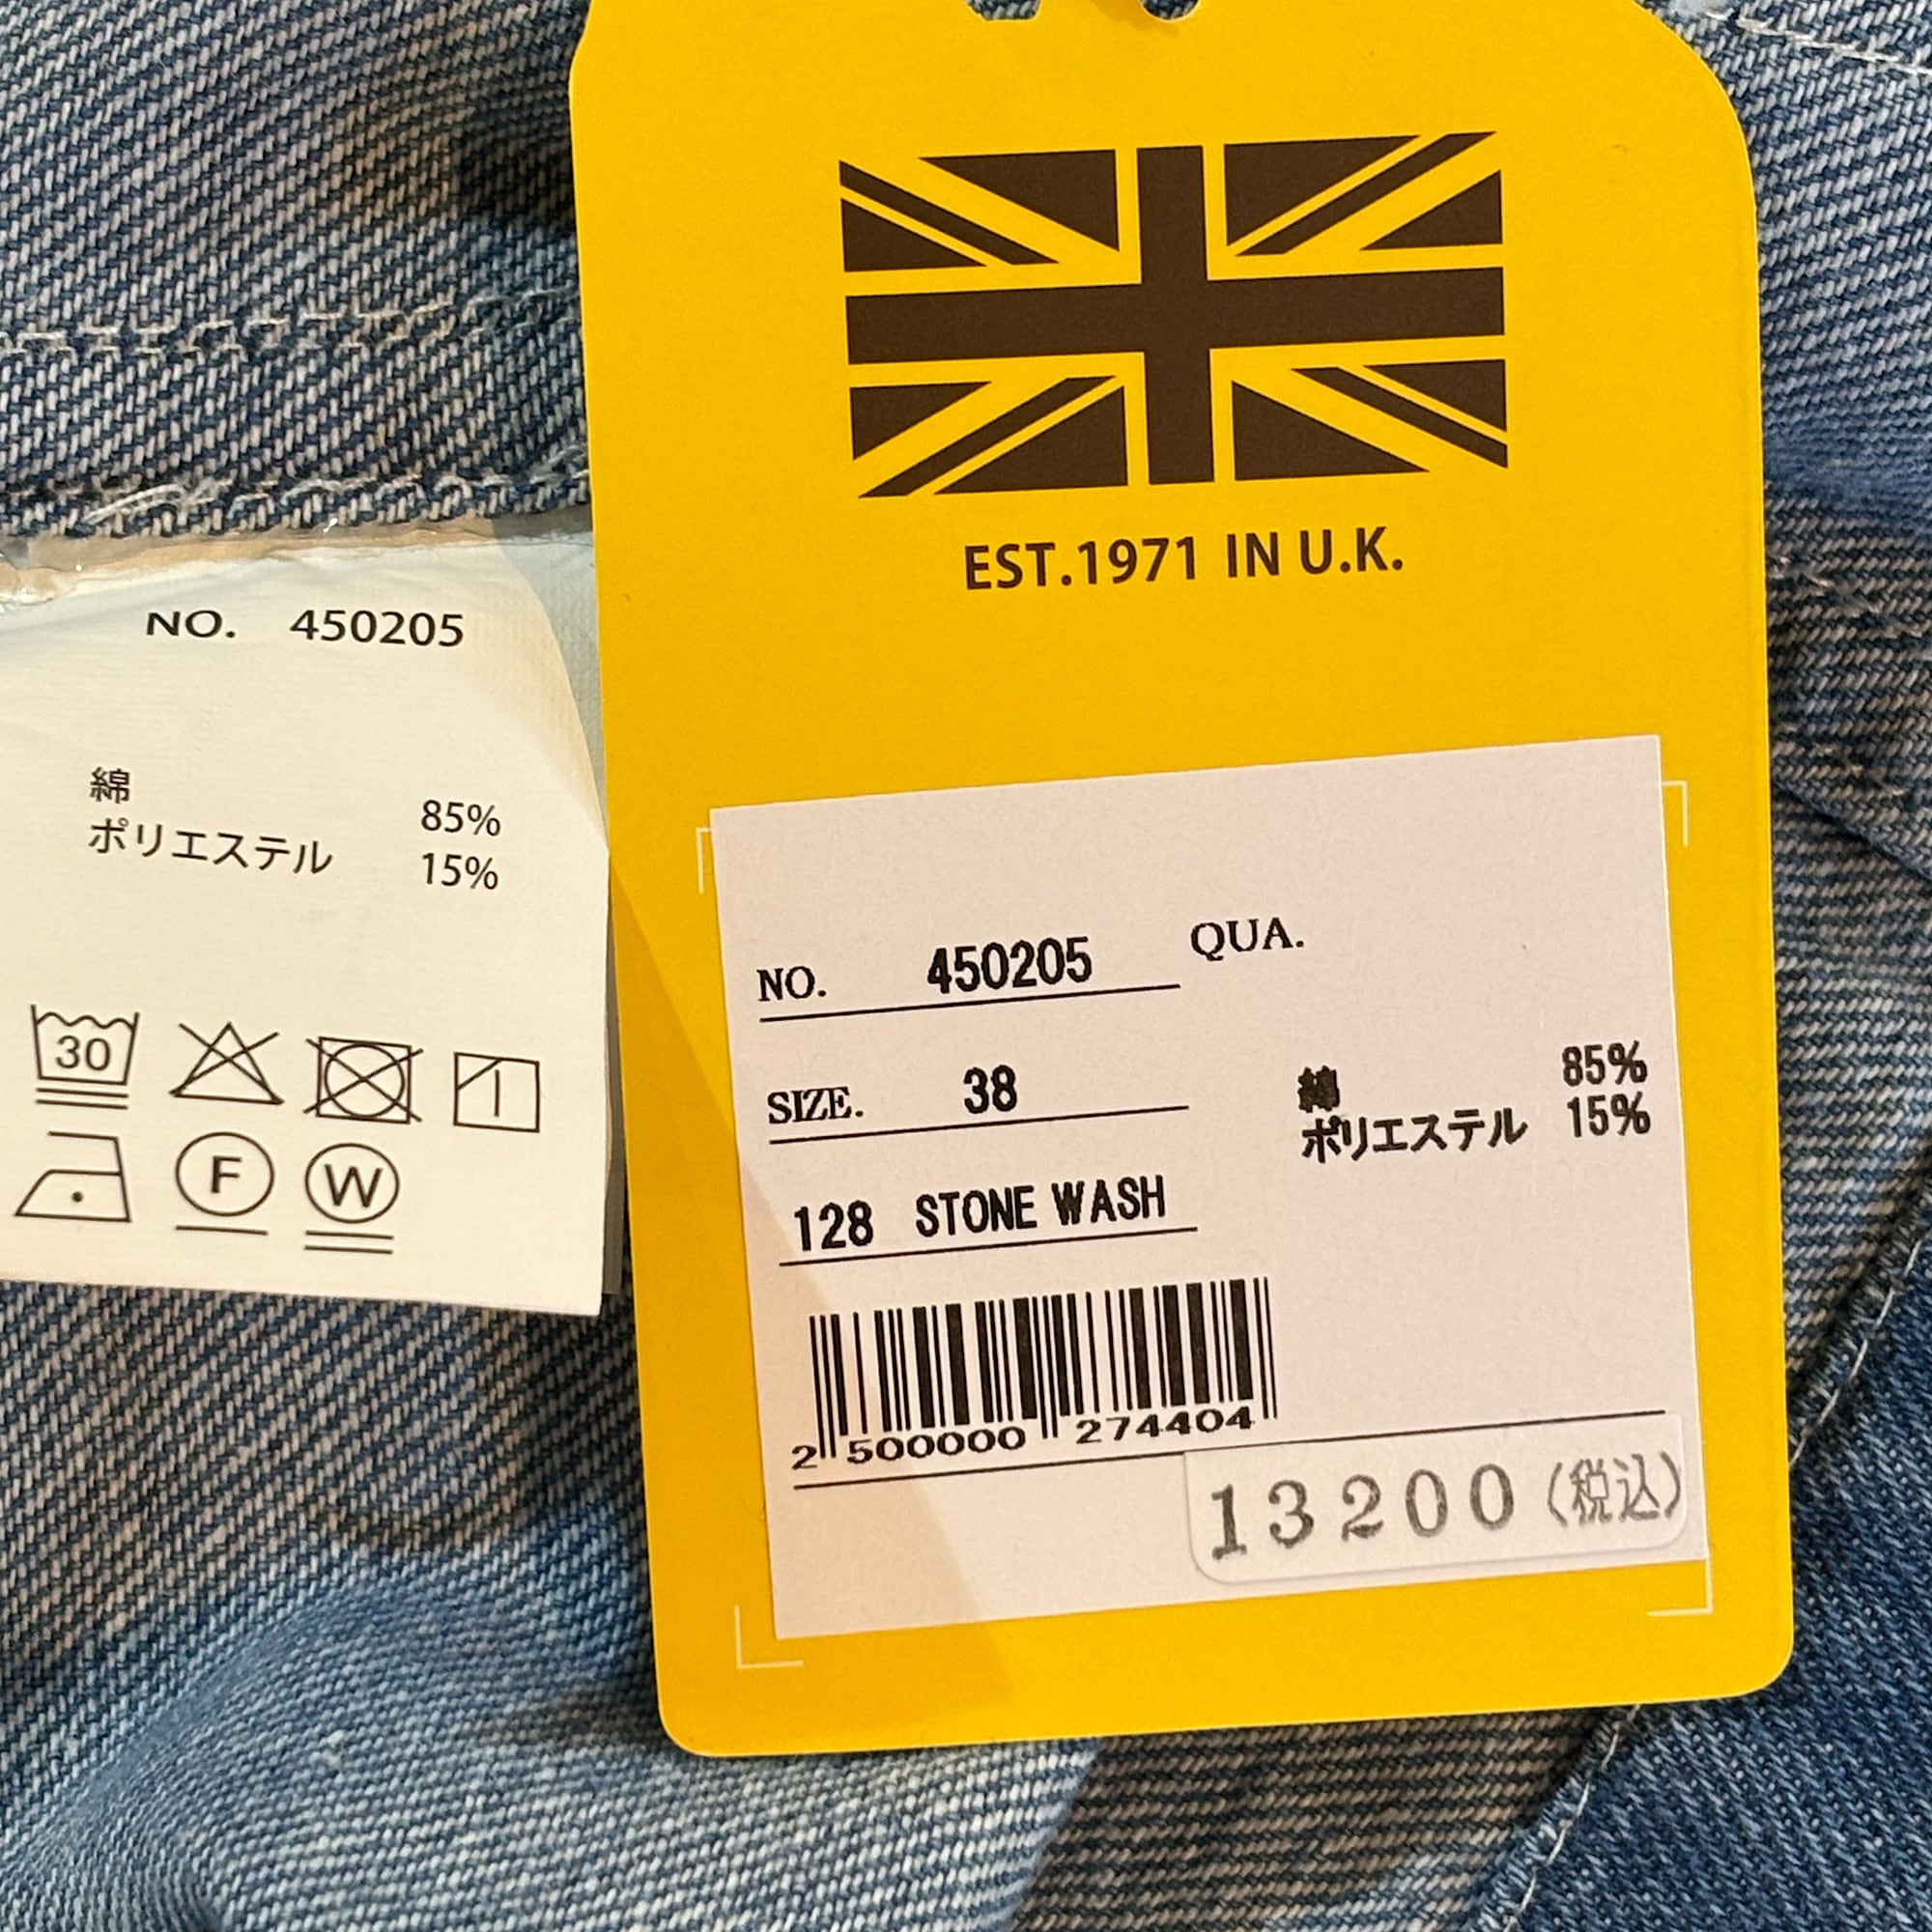 NO. 450205
綿 85%
ポリエステル 15%
30
F W
EST.1971 IN U.K.
NO. 450205 QUA.
SIZE. 38
綿 85%
ポリエステル 15%
128 STONE WASH
2 500000 274404
13200(税込)